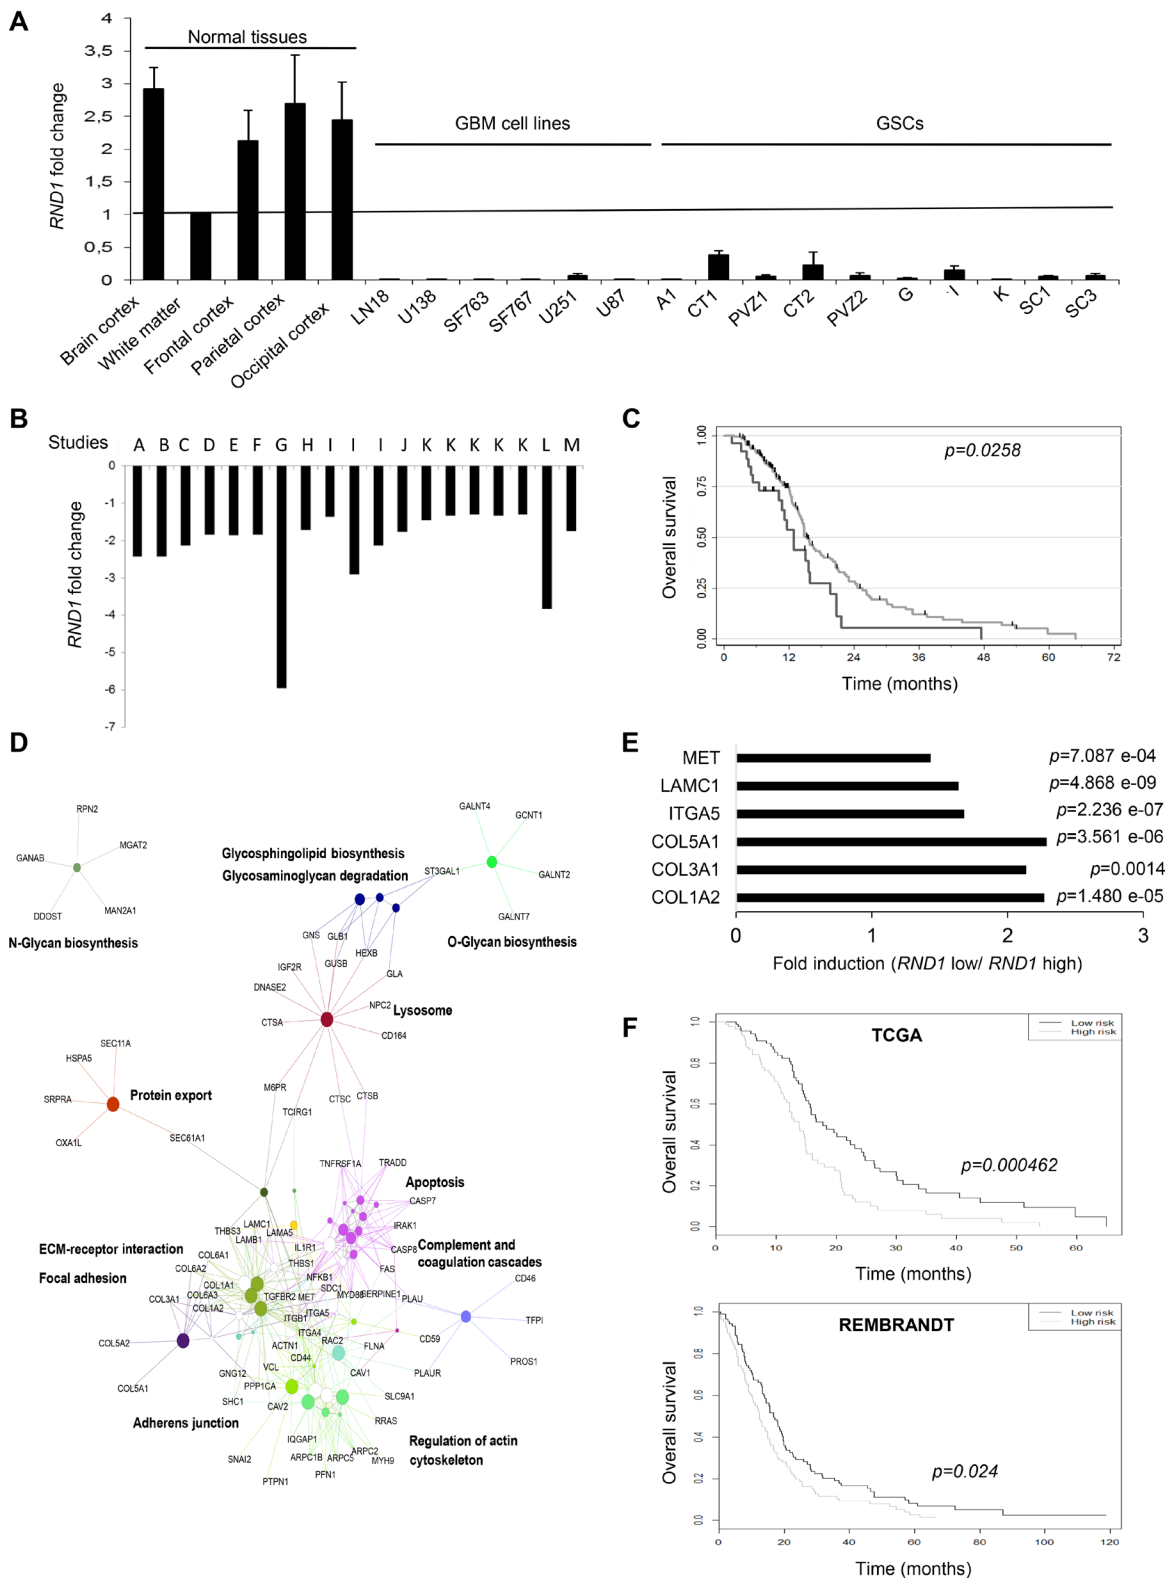 A
4
3,5
3
2,5
2
1,5
1
0,5
0
RND1 fold change
Normal tissues
GBM cell lines
GSCs
Brain cortex
White matter
Frontal cortex
Parietal cortex
Occipital cortex
LN18
U138
SF763
SF767
U251
U87
A1
CT1
PVZ1
CT2
PVZ2
G
I
K
SC1
SC3
B
Studies A B C D E F G H I I I J K K K K K L M
0
-1
-2
-3
-4
-5
-6
-7
RND1 fold change
C
p=0.0258
1.00
0.75
0.50
0.25
0.00
Overall survival
0 12 24 36 48 60 72
Time (months)
D
RPN2
MGAT2
GANAB
DDOST
MAN2A1
N-Glycan biosynthesis
Glycosphingolipid biosynthesis
Glycosaminoglycan degradation
GALNT4
GCNT1
ST3GAL1
GALNT2
GALNT7
O-Glycan biosynthesis
GNS
GLB1
HEXB
GUSB
IGF2R
GLA
DNASE2
NPC2
Lysosome
CTSA
CD164
SEC11A
HSPA5
SRPRA
Protein export
OXA1L
SEC61A1
M6PR
CTSC
CTSB
TCIRG1
TNFRSF1A
TRADD
Apoptosis
CASP7
IRAK1
CASP8
FAS
Complement and
coagulation cascades
LAMC1
THBS3
LAMA5
LAMB1
IL1R1
ECM-receptor interaction
COL6A1
THBS1
COL6A2
NFKB1
Focal adhesion
COL1A1
SDC1
COL3A1
COL6A3
TGFBR2
MET
MYD88
SERPINE1
PLAU
COL1A2
ITGA5
ITGB1
CD46
TFPI
PROS1
CD59
PLAUR
ITGA4
RAC2
FLNA
ACTN1
CD44
CAV1
COL5A2
COL5A1
GNG12
VCL
PPP1CA
SHC1
CAV2
SLC9A1
RRAS
Adherens junction
IQGAP1
SNAI2
ARPC1B
ARPC5
ARPC2
MYH9
PTPN1
PFN1
Regulation of actin
cytoskeleton
E
MET p=7.087 e-04
LAMC1 p=4.868 e-09
ITGA5 p=2.236 e-07
COL5A1 p=3.561 e-06
COL3A1 p=0.0014
COL1A2 p=1.480 e-05
0 1 2 3
Fold induction (RND1 low/ RND1 high)
F
TCGA
Low risk
High risk
p=0.000462
1.0
0.8
0.6
0.4
0.2
0.0
Overall survival
0 10 20 30 40 50 60
Time (months)
REMBRANDT
Low risk
High risk
p=0.024
1.0
0.8
0.6
0.4
0.2
0.0
Overall survival
0 20 40 60 80 100 120
Time (months)